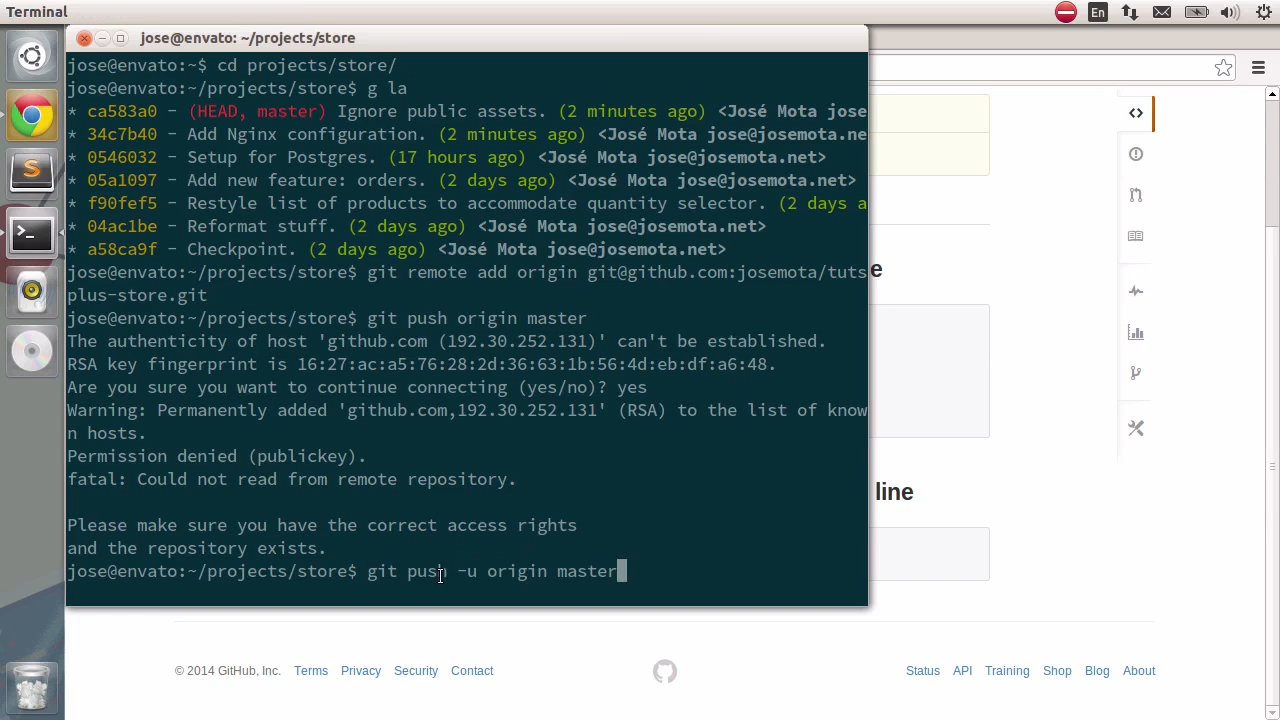 Terminal
En
jose@envato: ~/projects/store
jose@envato:~$ cd projects/store/
jose@envato:~/projects/store$ g la
* ca583a0 - (HEAD, master) Ignore public assets. (2 minutes ago) <José Mota jose
* 34c7b40 - Add Nginx configuration. (2 minutes ago) <José Mota jose@josemota.ne
* 0546032 - Setup for Postgres. (17 hours ago) <José Mota jose@josemota.net>
* 05a1097 - Add new feature: orders. (2 days ago) <José Mota jose@josemota.net>
* f90fef5 - Restyle list of products to accommodate quantity selector. (2 days a
* 04ac1be - Reformat stuff. (2 days ago) <José Mota jose@josemota.net>
* a58ca9f - Checkpoint. (2 days ago) <José Mota jose@josemota.net>
jose@envato:~/projects/store$ git remote add origin git@github.com:josemota/tuts
plus-store.git
jose@envato:~/projects/store$ git push origin master
The authenticity of host 'github.com (192.30.252.131)' can't be established.
RSA key fingerprint is 16:27:ac:a5:76:28:2d:36:63:1b:56:4d:eb:df:a6:48.
Are you sure you want to continue connecting (yes/no)? yes
Warning: Permanently added 'github.com,192.30.252.131' (RSA) to the list of know
n hosts.
Permission denied (publickey).
fatal: Could not read from remote repository.
Please make sure you have the correct access rights
and the repository exists.
jose@envato:~/projects/store$ git push -u origin master
e
line
© 2014 GitHub, Inc. Terms Privacy Security Contact
Status API Training Shop Blog About